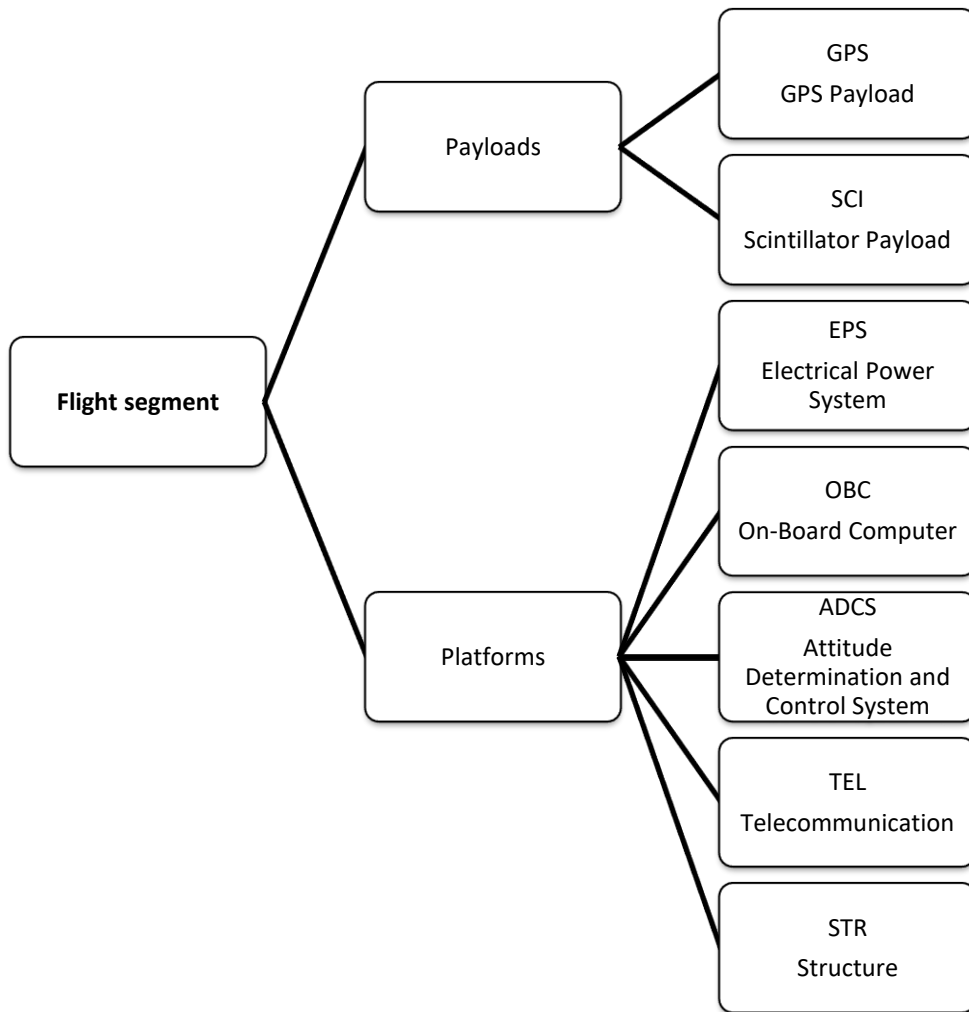 GPS
GPS Payload
Payloads
SCI
Scintillator Payload
EPS
Electrical Power
System
Flight segment
OBC
On-Board Computer
ADCS
Attitude
Determination and
Control System
Platforms
TEL
Telecommunication
STR
Structure